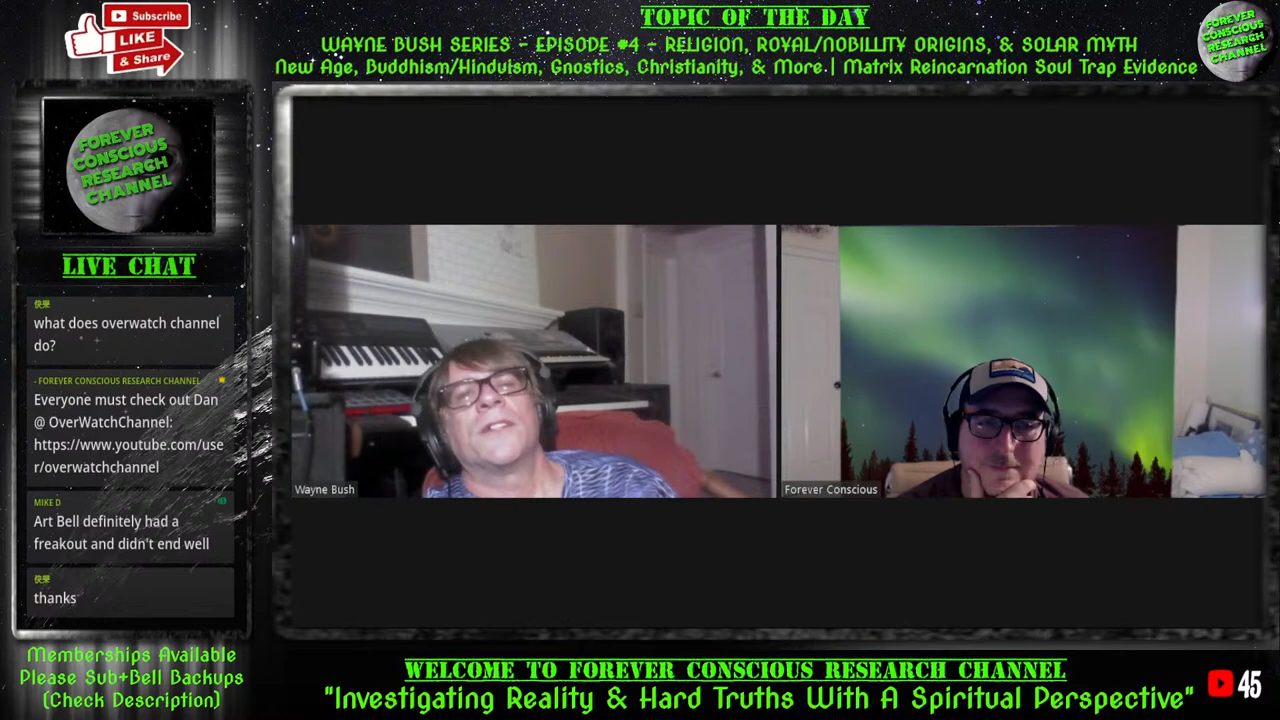 Subscribe
LIKE
& Share
TOPIC OF THE DAY
WAYNE BUSH SERIES - EPISODE #4 - RELIGION, ROYAL/NOBILLITY ORIGINS, & SOLAR MYTH
New Age, Buddhism/Hinduism, Gnostics, Christianity, & More | Matrix Reincarnation Soul Trap Evidence
FOREVER
CONSCIOUS
RESEARCH
CHANNEL
FOREVER
CONSCIOUS
RESEARCH
CHANNEL
LIVE CHAT
what does overwatch channel
do?
- FOREVER CONSCIOUS RESEARCH CHANNEL
Everyone must check out Dan
@ OverWatchChannel:
https://www.youtube.com/use
r/overwatchchannel
MIKE D
Art Bell definitely had a
freakout and didn't end well
thanks
Wayne Bush
Forever Conscious
Memberships Available
Please Sub+Bell Backups
(Check Description)
WELCOME TO FOREVER CONSCIOUS RESEARCH CHANNEL
"Investigating Reality & Hard Truths With A Spiritual Perspective"
45